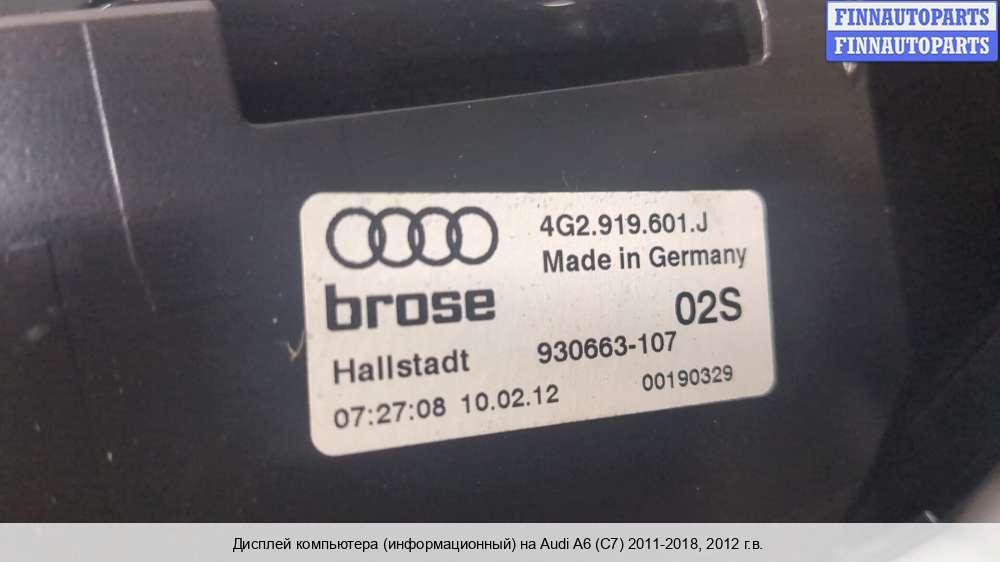 FINNAUTOPARTS
FINNAUTOPARTS
4G2.919.601.J
Made in Germany
brose
02S
Hallstadt
930663-107
07:27:08 10.02.12
00190329
Дисплей компьютера (информационный) на Audi A6 (C7) 2011-2018, 2012 г.в.